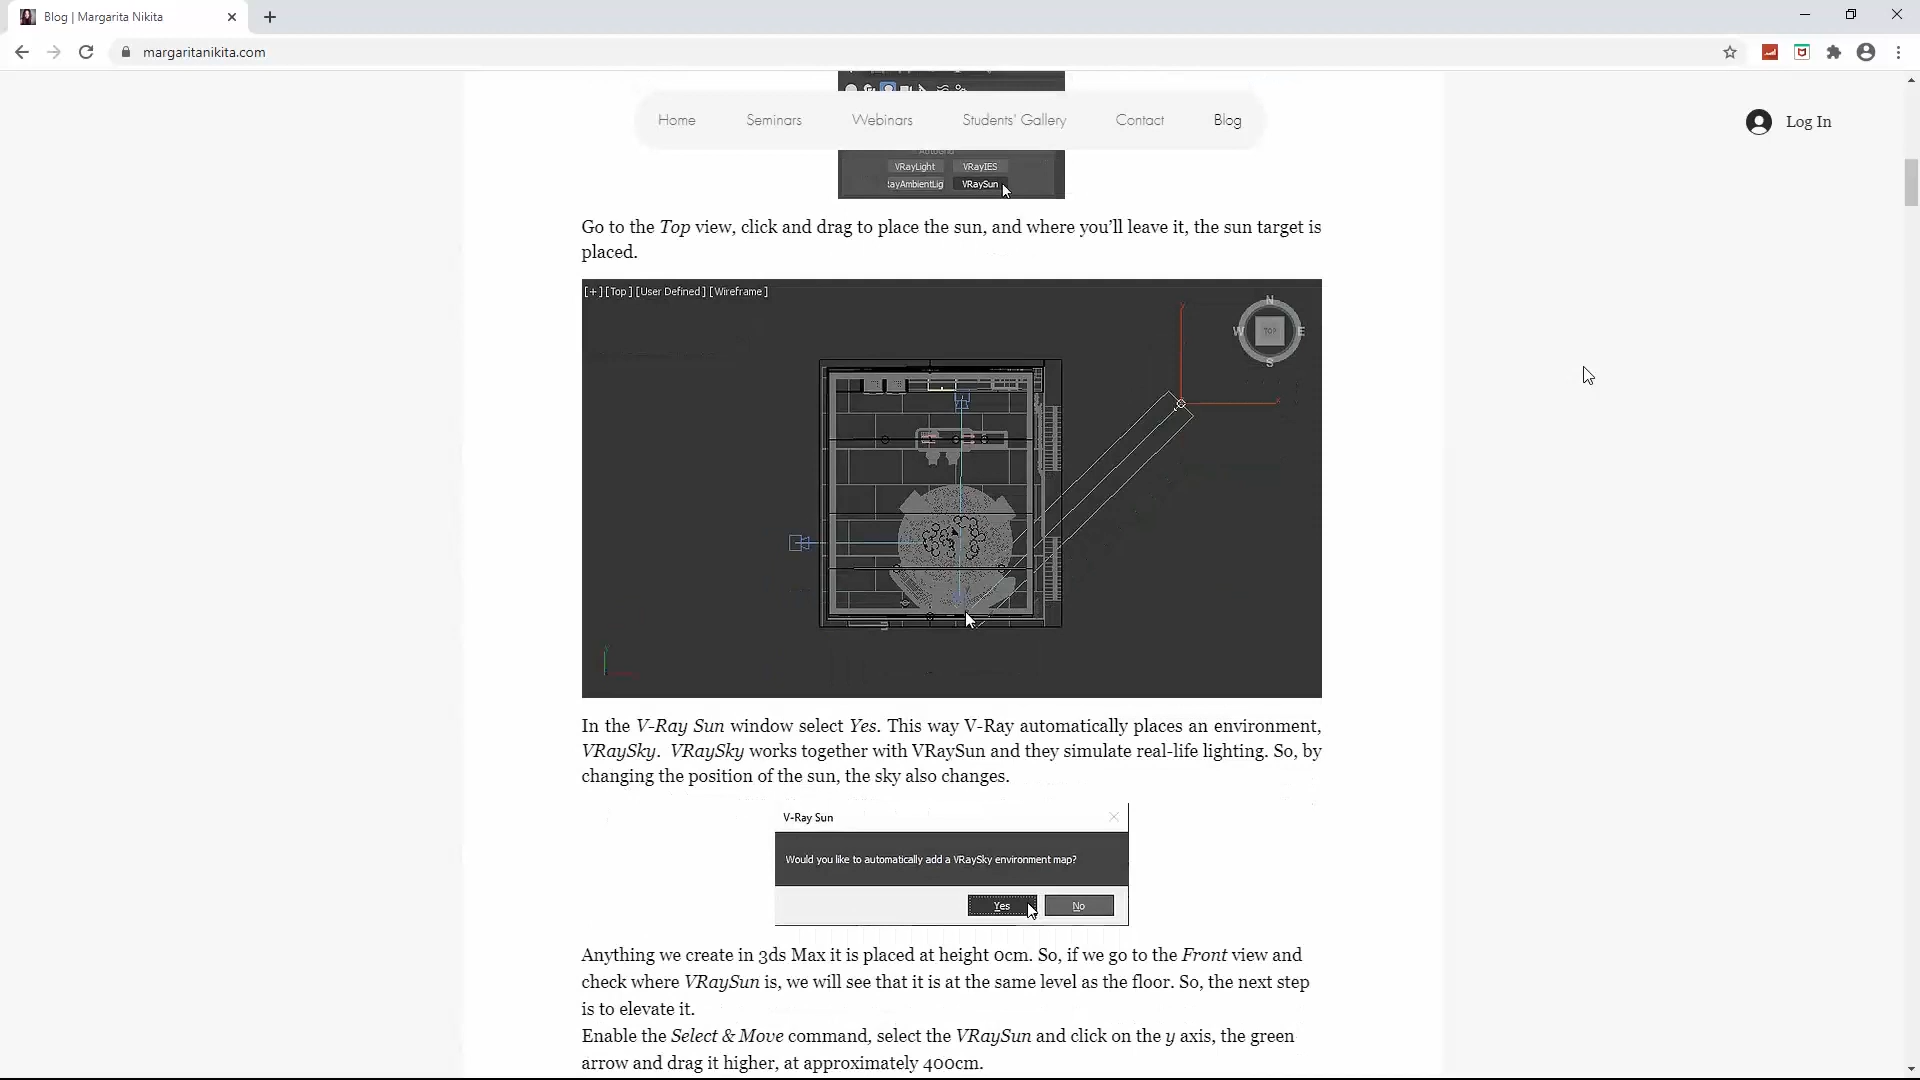 Blog | Margarita Nikita
margaritanikita.com
Home Seminars Webinars Students' Gallery Contact Blog
Log In
VRayLight VRayIES
VRaySun
Go to the Top view, click and drag to place the sun, and where you’ll leave it, the sun target is
placed.
[+] [Top] [User Defined] [Wireframe]
N
W TOP E
S
In the V-Ray Sun window select Yes. This way V-Ray automatically places an environment,
VRaySky. VRaySky works together with VRaySun and they simulate real-life lighting. So, by
changing the position of the sun, the sky also changes.
V-Ray Sun
Would you like to automatically add a VRaySky environment map?
Yes No
Anything we create in 3ds Max it is placed at height 0cm. So, if we go to the Front view and
check where VRaySun is, we will see that it is at the same level as the floor. So, the next step
is to elevate it.
Enable the Select & Move command, select the VRaySun and click on the y axis, the green
arrow and drag it higher, at approximately 400cm.